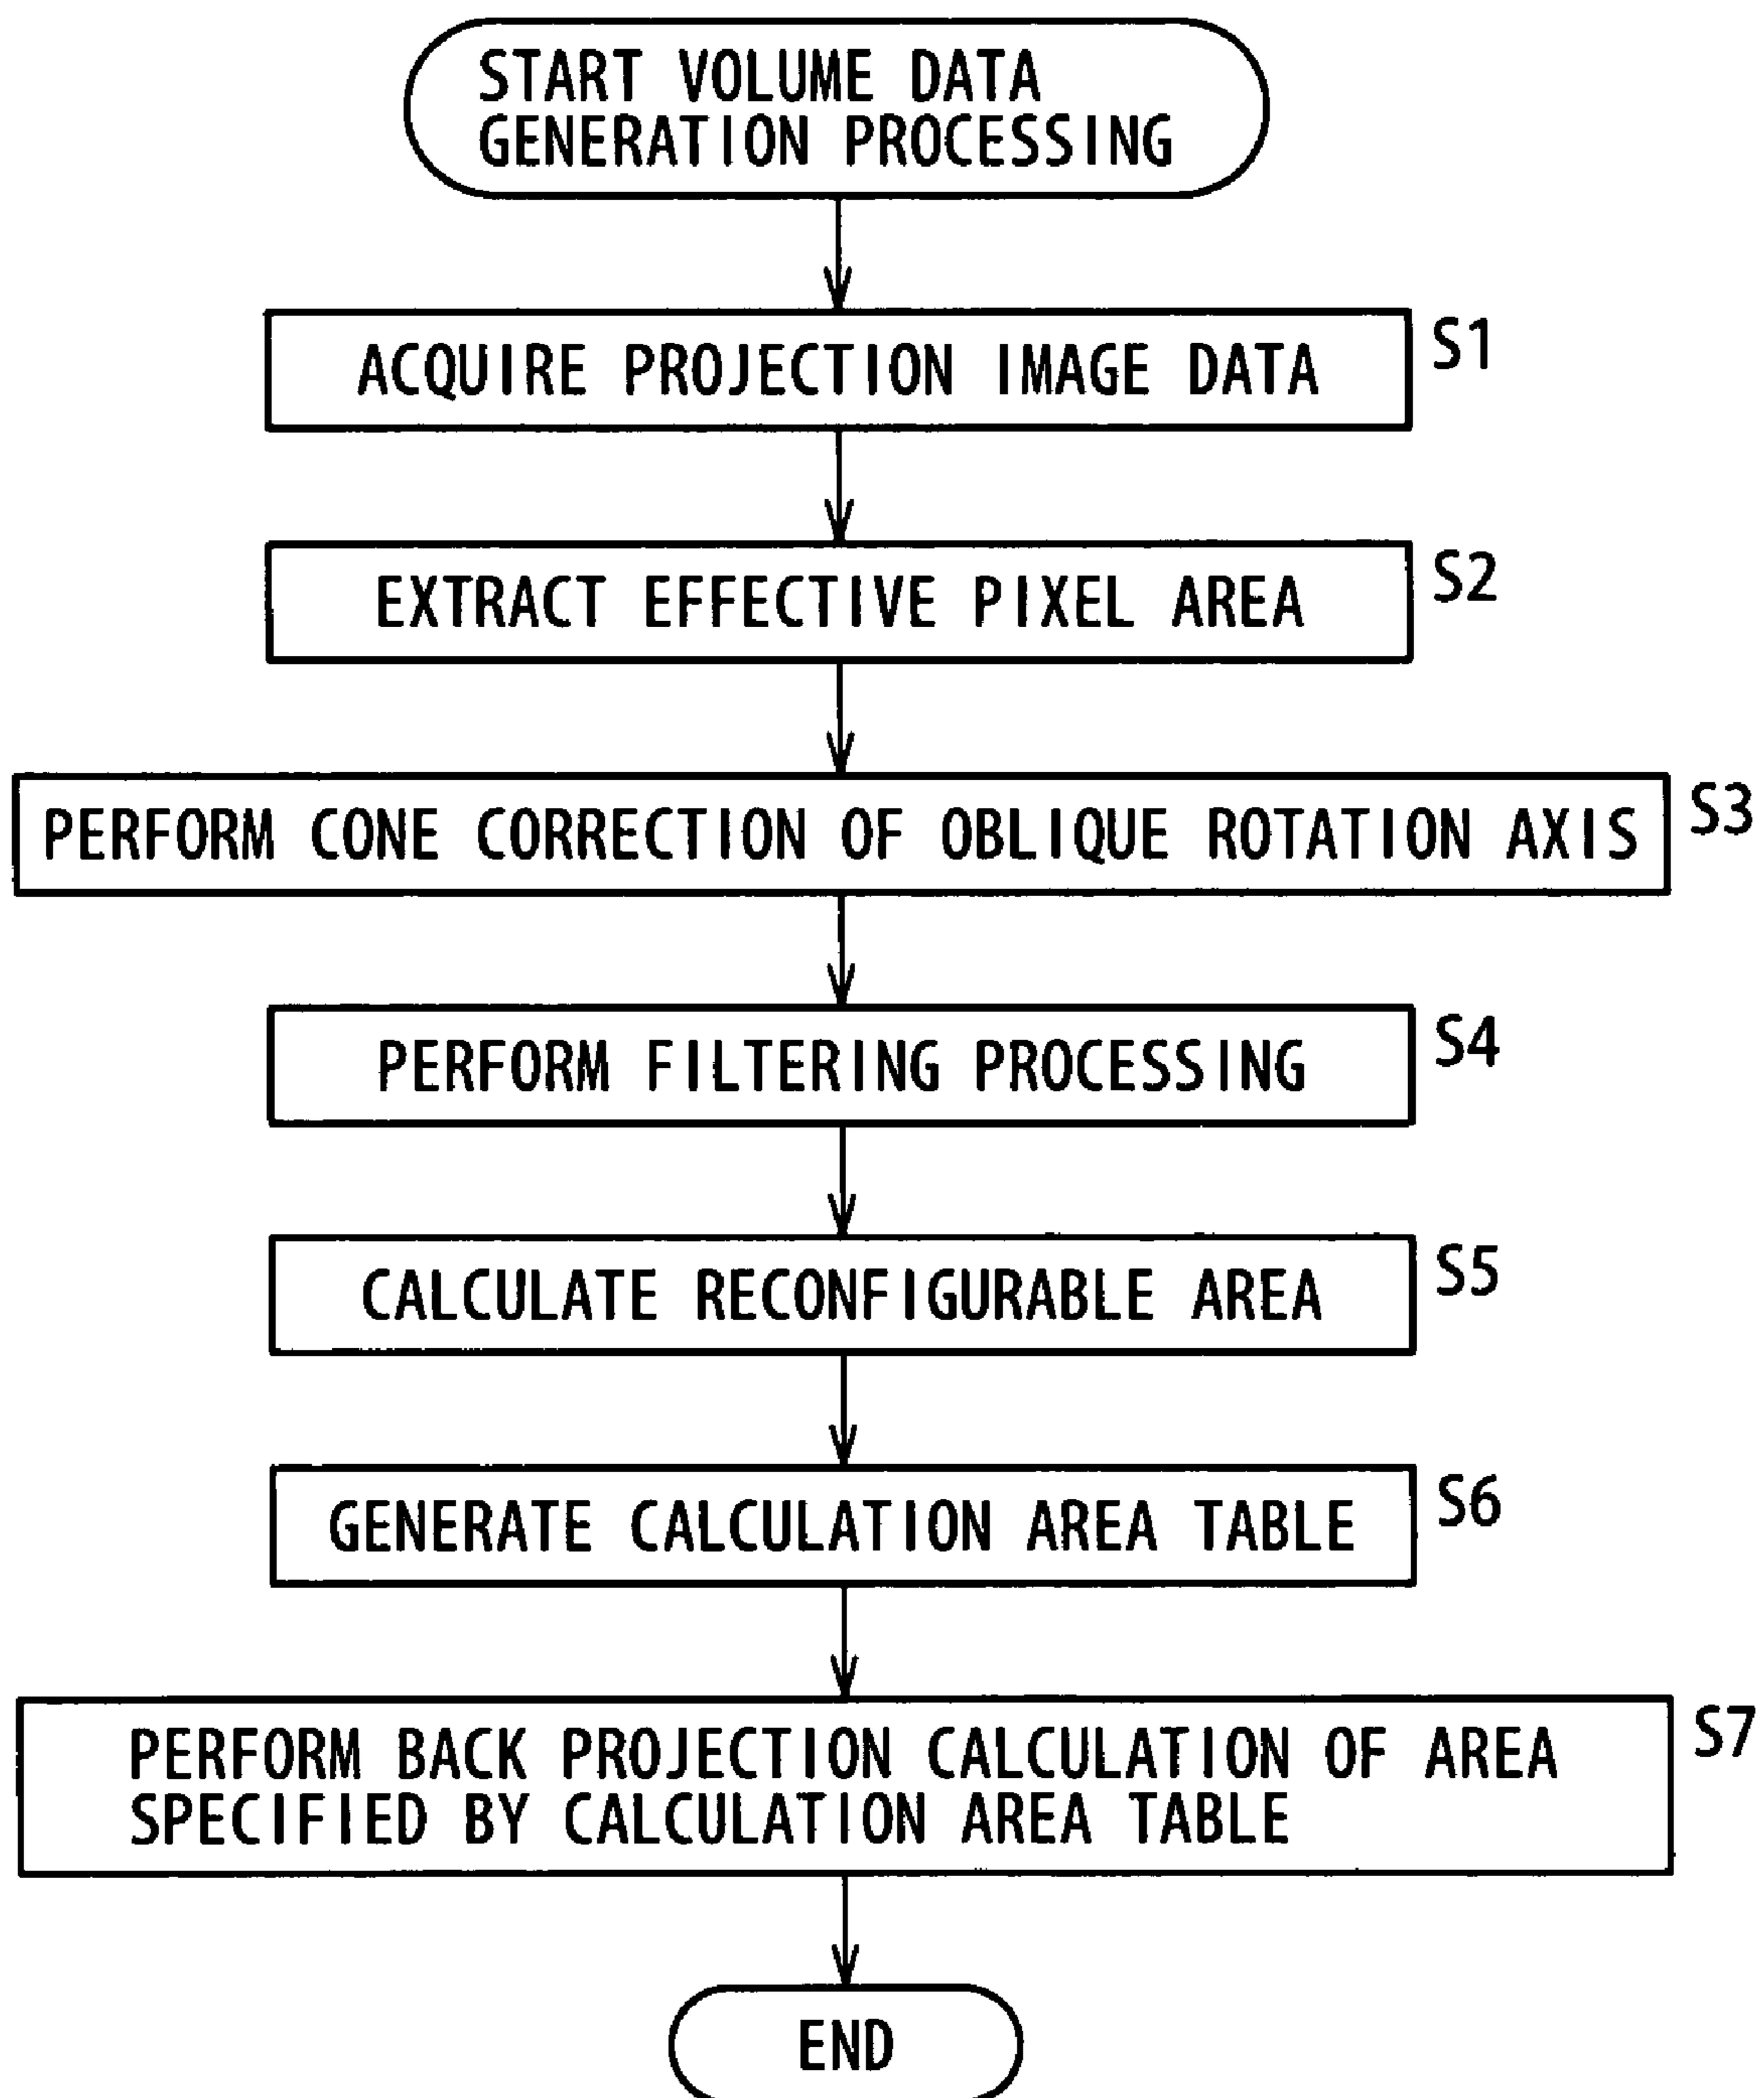 START VOLUME DATA
GENERATION PROCESSING
ACQUIRE PROJECTION IMAGE DATA
S1
EXTRACT EFFECTIVE PIXEL AREA
S2
PERFORM CONE CORRECTION OF OBLIQUE ROTATION AXIS
S3
PERFORM FILTERING PROCESSING
S4
CALCULATE RECONFIGURABLE AREA
S5
GENERATE CALCULATION AREA TABLE
S6
PERFORM BACK PROJECTION CALCULATION OF AREA
SPECIFIED BY CALCULATION AREA TABLE
S7
END